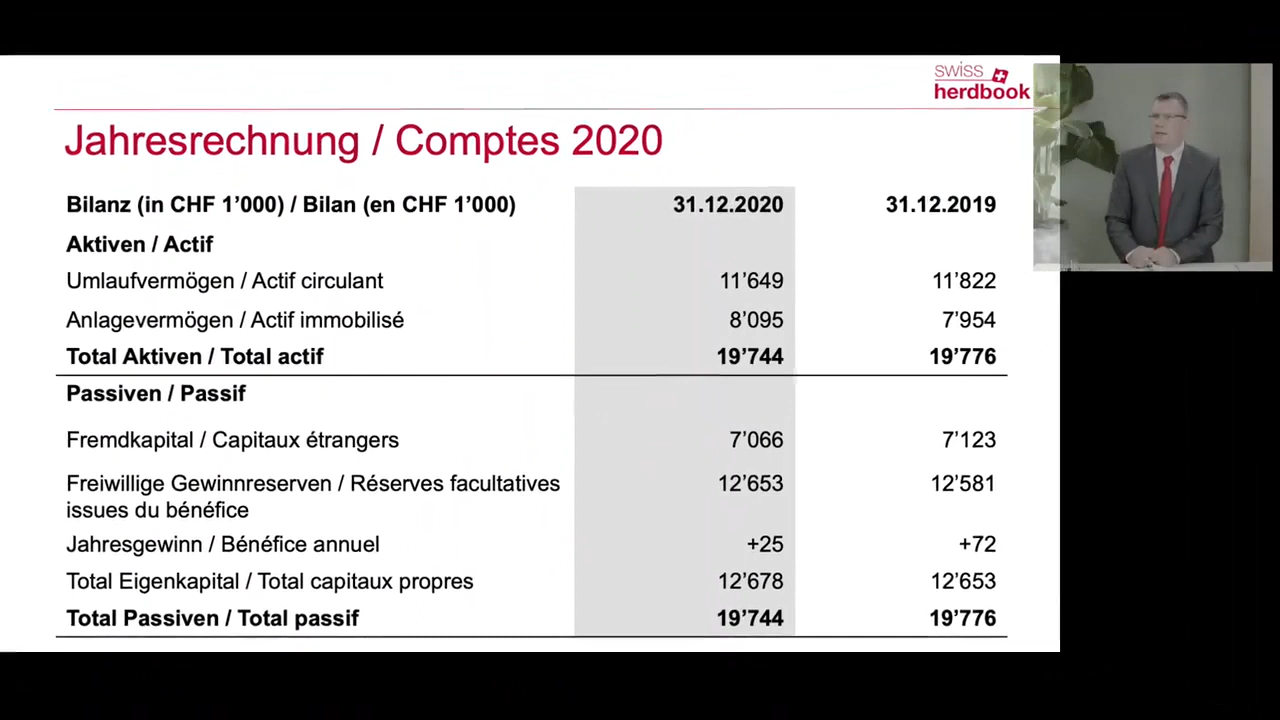 swiss
herdbook
Jahresrechnung / Comptes 2020
Bilanz (in CHF 1’000) / Bilan (en CHF 1’000) 31.12.2020 31.12.2019
Aktiven / Actif
Umlaufvermögen / Actif circulant 11’649 11’822
Anlagevermögen / Actif immobilisé 8’095 7’954
Total Aktiven / Total actif 19’744 19’776
Passiven / Passif
Fremdkapital / Capitaux étrangers 7’066 7’123
Freiwillige Gewinnreserven / Réserves facultatives 12’653 12’581
issues du bénéfice
Jahresgewinn / Bénéfice annuel +25 +72
Total Eigenkapital / Total capitaux propres 12’678 12’653
Total Passiven / Total passif 19’744 19’776